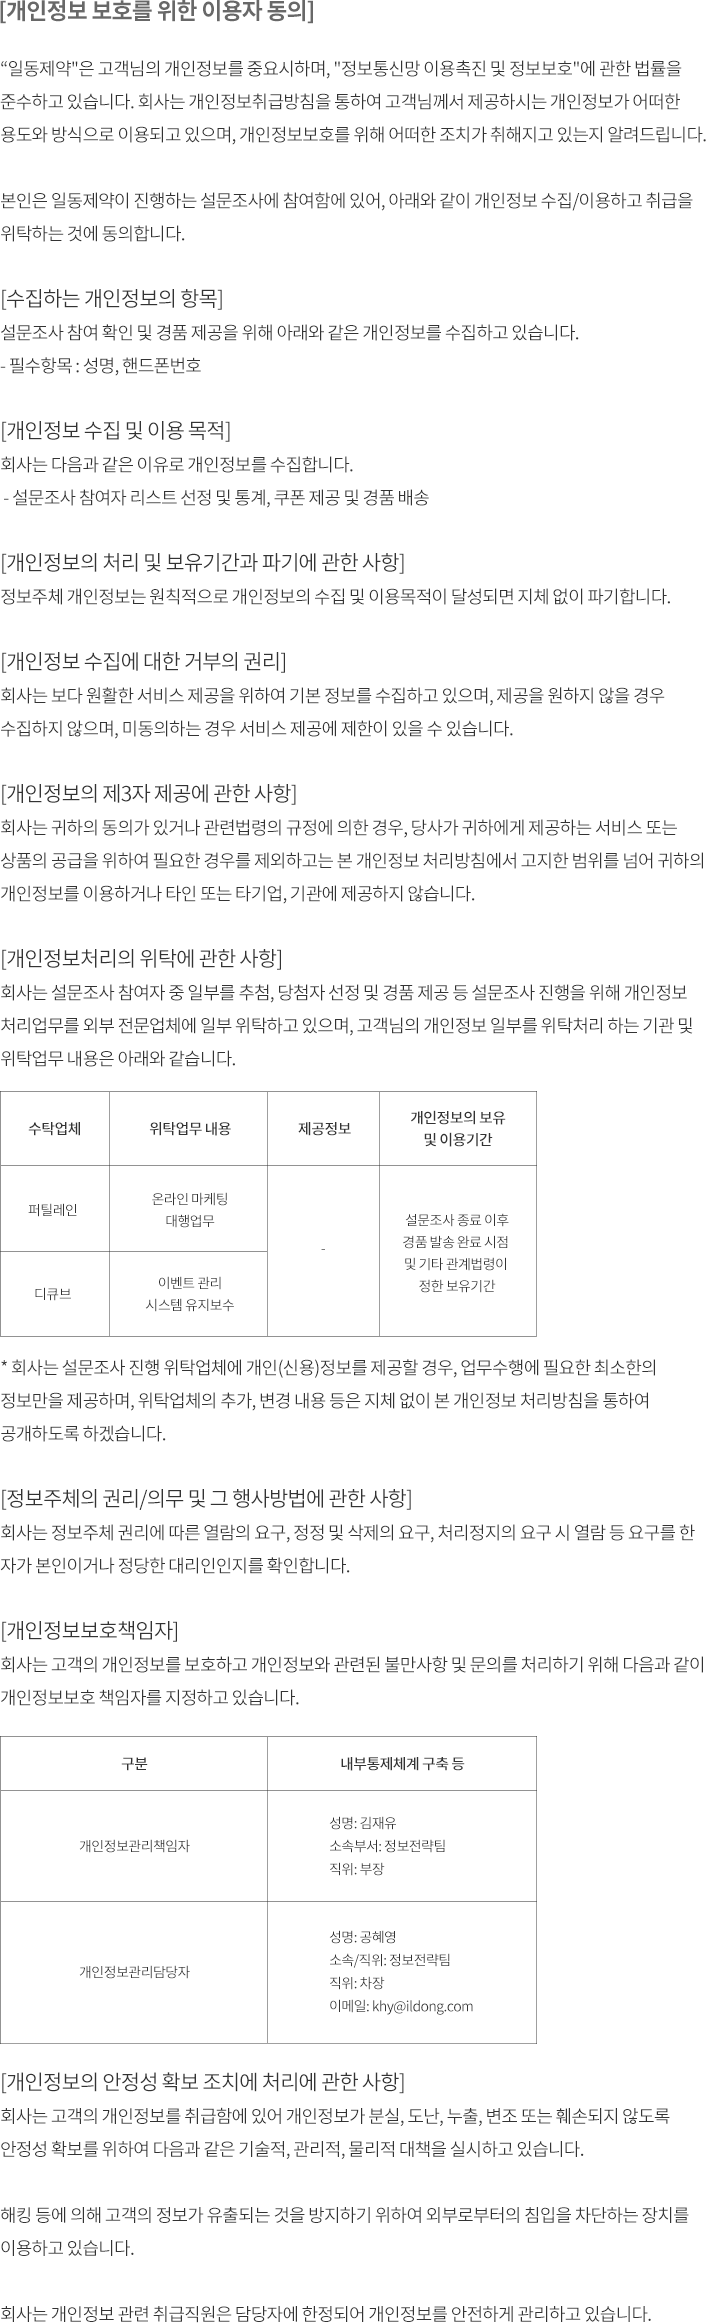 [개인정보 보호를 위한 이용자 동의]
“일동제약"은 고객님의 개인정보를 중요시하며, "정보통신망 이용촉진 및 정보보호"에 관한 법률을
준수하고 있습니다. 회사는 개인정보취급방침을 통하여 고객님께서 제공하시는 개인정보가 어떠한
용도와 방식으로 이용되고 있으며, 개인정보보호를 위해 어떠한 조치가 취해지고 있는지 알려드립니다.
본인은 일동제약이 진행하는 설문조사에 참여함에 있어, 아래와 같이 개인정보 수집/이용하고 취급을
위탁하는 것에 동의합니다.
[수집하는 개인정보의 항목]
설문조사 참여 확인 및 경품 제공을 위해 아래와 같은 개인정보를 수집하고 있습니다.
- 필수항목 : 성명, 핸드폰번호
[개인정보 수집 및 이용 목적]
회사는 다음과 같은 이유로 개인정보를 수집합니다.
- 설문조사 참여자 리스트 선정 및 통계, 쿠폰 제공 및 경품 배송
[개인정보의 처리 및 보유기간과 파기에 관한 사항]
정보주체 개인정보는 원칙적으로 개인정보의 수집 및 이용목적이 달성되면 지체 없이 파기합니다.
[개인정보 수집에 대한 거부의 권리]
회사는 보다 원활한 서비스 제공을 위하여 기본 정보를 수집하고 있으며, 제공을 원하지 않을 경우
수집하지 않으며, 미동의하는 경우 서비스 제공에 제한이 있을 수 있습니다.
[개인정보의 제3자 제공에 관한 사항]
회사는 귀하의 동의가 있거나 관련법령의 규정에 의한 경우, 당사가 귀하에게 제공하는 서비스 또는
상품의 공급을 위하여 필요한 경우를 제외하고는 본 개인정보 처리방침에서 고지한 범위를 넘어 귀하의
개인정보를 이용하거나 타인 또는 타기업, 기관에 제공하지 않습니다.
[개인정보처리의 위탁에 관한 사항]
회사는 설문조사 참여자 중 일부를 추첨, 당첨자 선정 및 경품 제공 등 설문조사 진행을 위해 개인정보
처리업무를 외부 전문업체에 일부 위탁하고 있으며, 고객님의 개인정보 일부를 위탁처리 하는 기관 및
위탁업무 내용은 아래와 같습니다.
수탁업체
위탁업무 내용
제공정보
개인정보의 보유
및 이용기간
퍼틸레인
온라인 마케팅
대행업무
-
설문조사 종료 이후
경품 발송 완료 시점
및 기타 관계법령이
정한 보유기간
디큐브
이벤트 관리
시스템 유지보수
* 회사는 설문조사 진행 위탁업체에 개인(신용)정보를 제공할 경우, 업무수행에 필요한 최소한의
정보만을 제공하며, 위탁업체의 추가, 변경 내용 등은 지체 없이 본 개인정보 처리방침을 통하여
공개하도록 하겠습니다.
[정보주체의 권리/의무 및 그 행사방법에 관한 사항]
회사는 정보주체 권리에 따른 열람의 요구, 정정 및 삭제의 요구, 처리정지의 요구 시 열람 등 요구를 한
자가 본인이거나 정당한 대리인인지를 확인합니다.
[개인정보보호책임자]
회사는 고객의 개인정보를 보호하고 개인정보와 관련된 불만사항 및 문의를 처리하기 위해 다음과 같이
개인정보보호 책임자를 지정하고 있습니다.
구분
내부통제체계 구축 등
개인정보관리책임자
성명: 김재유
소속부서: 정보전략팀
직위: 부장
개인정보관리담당자
성명: 공혜영
소속/직위: 정보전략팀
직위: 차장
이메일: khy@ildong.com
[개인정보의 안정성 확보 조치에 처리에 관한 사항]
회사는 고객의 개인정보를 취급함에 있어 개인정보가 분실, 도난, 누출, 변조 또는 훼손되지 않도록
안정성 확보를 위하여 다음과 같은 기술적, 관리적, 물리적 대책을 실시하고 있습니다.
해킹 등에 의해 고객의 정보가 유출되는 것을 방지하기 위하여 외부로부터의 침입을 차단하는 장치를
이용하고 있습니다.
회사는 개인정보 관련 취급직원은 담당자에 한정되어 개인정보를 안전하게 관리하고 있습니다.